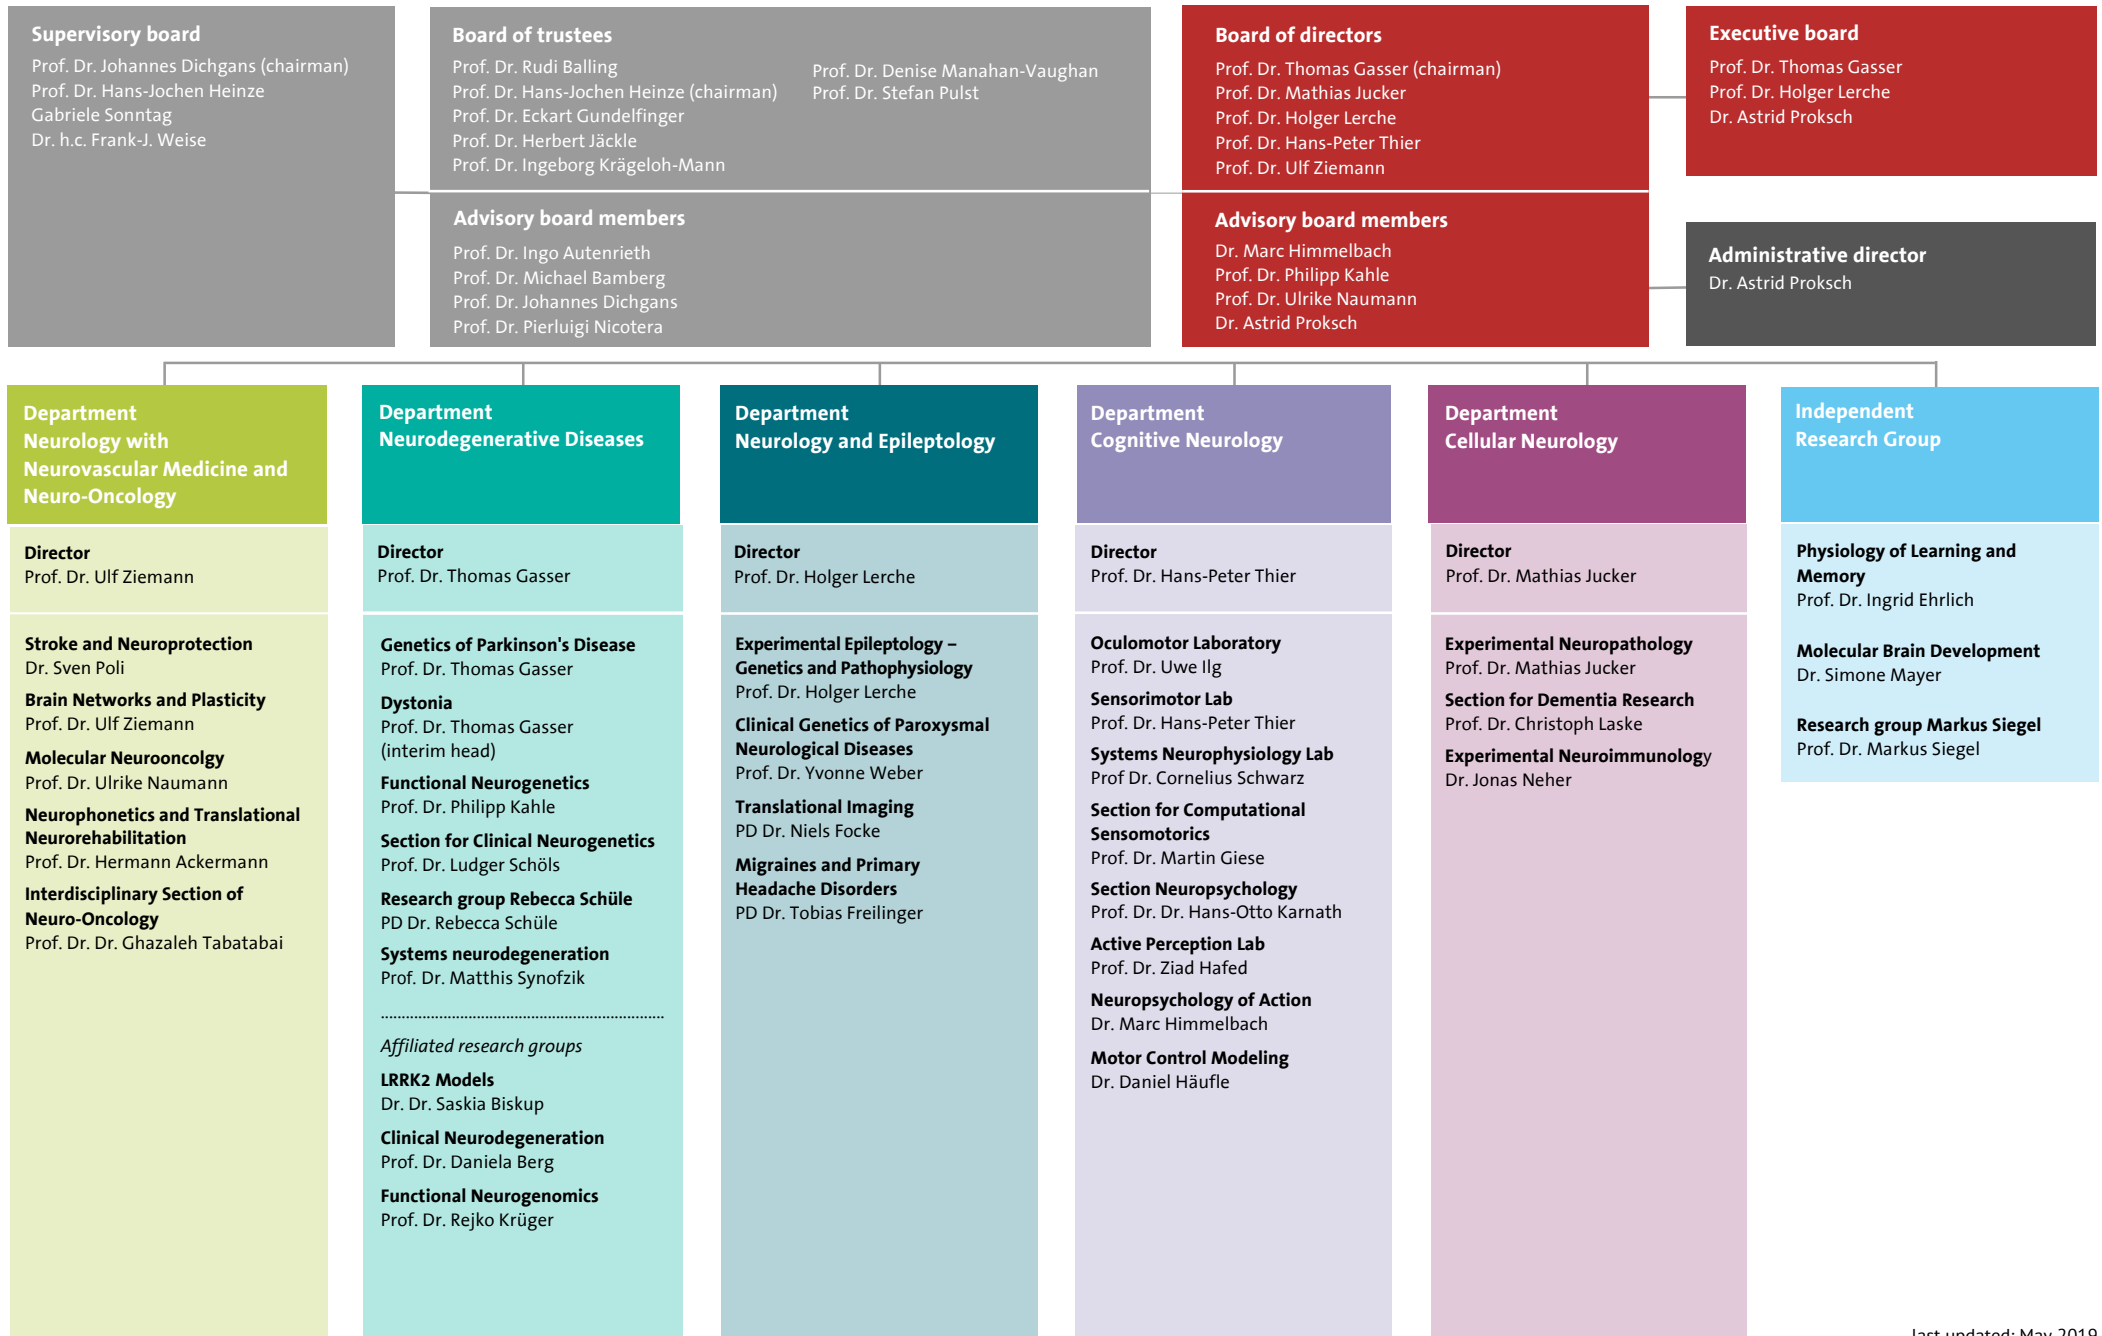 Supervisory board
Prof. Dr. Johannes Dichgans (chairman)
Prof. Dr. Hans-Jochen Heinze
Gabriele Sonntag
Dr. h.c. Frank-J. Weise
Board of trustees
Prof. Dr. Rudi Balling
Prof. Dr. Hans-Jochen Heinze (chairman)
Prof. Dr. Eckart Gundelfinger
Prof. Dr. Herbert Jäckle
Prof. Dr. Ingeborg Krägeloh-Mann
Prof. Dr. Denise Manahan-Vaughan
Prof. Dr. Stefan Pulst
Advisory board members
Prof. Dr. Ingo Autenrieth
Prof. Dr. Michael Bamberg
Prof. Dr. Johannes Dichgans
Prof. Dr. Pierluigi Nicotera
Board of directors
Prof. Dr. Thomas Gasser (chairman)
Prof. Dr. Mathias Jucker
Prof. Dr. Holger Lerche
Prof. Dr. Hans-Peter Thier
Prof. Dr. Ulf Ziemann
Advisory board members
Dr. Marc Himmelbach
Prof. Dr. Philipp Kahle
Prof. Dr. Ulrike Naumann
Dr. Astrid Proksch
Executive board
Prof. Dr. Thomas Gasser
Prof. Dr. Holger Lerche
Dr. Astrid Proksch
Administrative director
Dr. Astrid Proksch
Department
Neurology with
Neurovascular Medicine and
Neuro-Oncology
Director
Prof. Dr. Ulf Ziemann
Stroke and Neuroprotection
Dr. Sven Poli
Brain Networks and Plasticity
Prof. Dr. Ulf Ziemann
Molecular Neurooncolgy
Prof. Dr. Ulrike Naumann
Neurophonetics and Translational
Neurorehabilitation
Prof. Dr. Hermann Ackermann
Interdisciplinary Section of
Neuro-Oncology
Prof. Dr. Dr. Ghazaleh Tabatabai
Department
Neurodegenerative Diseases
Director
Prof. Dr. Thomas Gasser
Genetics of Parkinson's Disease
Prof. Dr. Thomas Gasser
Dystonia
Prof. Dr. Thomas Gasser
(interim head)
Functional Neurogenetics
Prof. Dr. Philipp Kahle
Section for Clinical Neurogenetics
Prof. Dr. Ludger Schöls
Research group Rebecca Schüle
PD Dr. Rebecca Schüle
Systems neurodegeneration
Prof. Dr. Matthis Synofzik
Affiliated research groups
LRRK2 Models
Dr. Dr. Saskia Biskup
Clinical Neurodegeneration
Prof. Dr. Daniela Berg
Functional Neurogenomics
Prof. Dr. Rejko Krüger
Department
Neurology and Epileptology
Director
Prof. Dr. Holger Lerche
Experimental Epileptology –
Genetics and Pathophysiology
Prof. Dr. Holger Lerche
Clinical Genetics of Paroxysmal
Neurological Diseases
Prof. Dr. Yvonne Weber
Translational Imaging
PD Dr. Niels Focke
Migraines and Primary
Headache Disorders
PD Dr. Tobias Freilinger
Department
Cognitive Neurology
Director
Prof. Dr. Hans-Peter Thier
Oculomotor Laboratory
Prof. Dr. Uwe Ilg
Sensorimotor Lab
Prof. Dr. Hans-Peter Thier
Systems Neurophysiology Lab
Prof Dr. Cornelius Schwarz
Section for Computational
Sensomotorics
Prof. Dr. Martin Giese
Section Neuropsychology
Prof. Dr. Dr. Hans-Otto Karnath
Active Perception Lab
Prof. Dr. Ziad Hafed
Neuropsychology of Action
Dr. Marc Himmelbach
Motor Control Modeling
Dr. Daniel Häufle
Department
Cellular Neurology
Director
Prof. Dr. Mathias Jucker
Experimental Neuropathology
Prof. Dr. Mathias Jucker
Section for Dementia Research
Prof. Dr. Christoph Laske
Experimental Neuroimmunology
Dr. Jonas Neher
Independent
Research Group
Physiology of Learning and
Memory
Prof. Dr. Ingrid Ehrlich
Molecular Brain Development
Dr. Simone Mayer
Research group Markus Siegel
Prof. Dr. Markus Siegel
last updated: May 2019